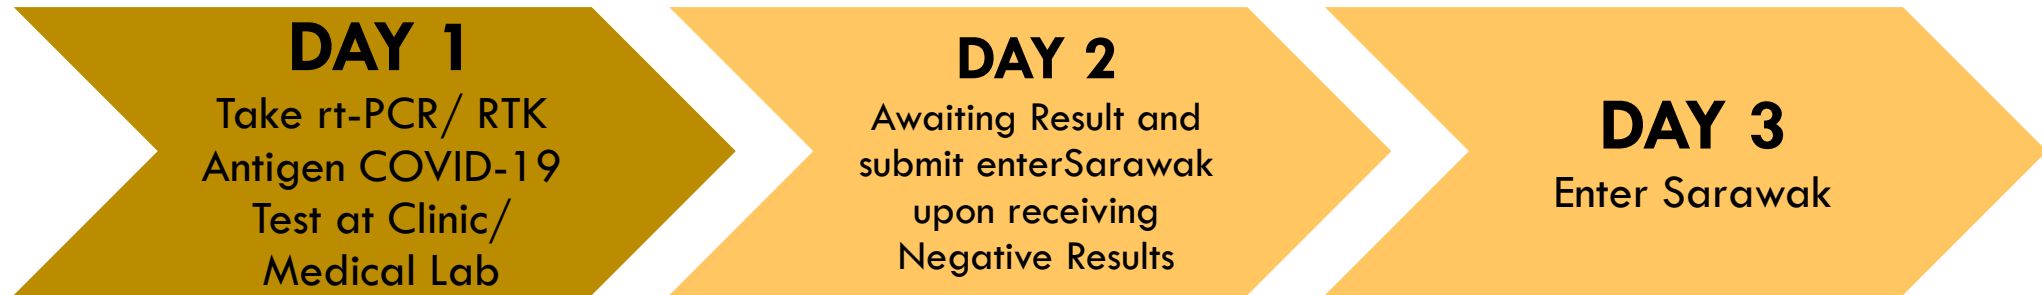 DAY 1
Take rt-PCR/ RTK
Antigen COVID-19
Test at Clinic/
Medical Lab
DAY 2
Awaiting Result and
submit enterSarawak
upon receiving
Negative Results
DAY 3
Enter Sarawak